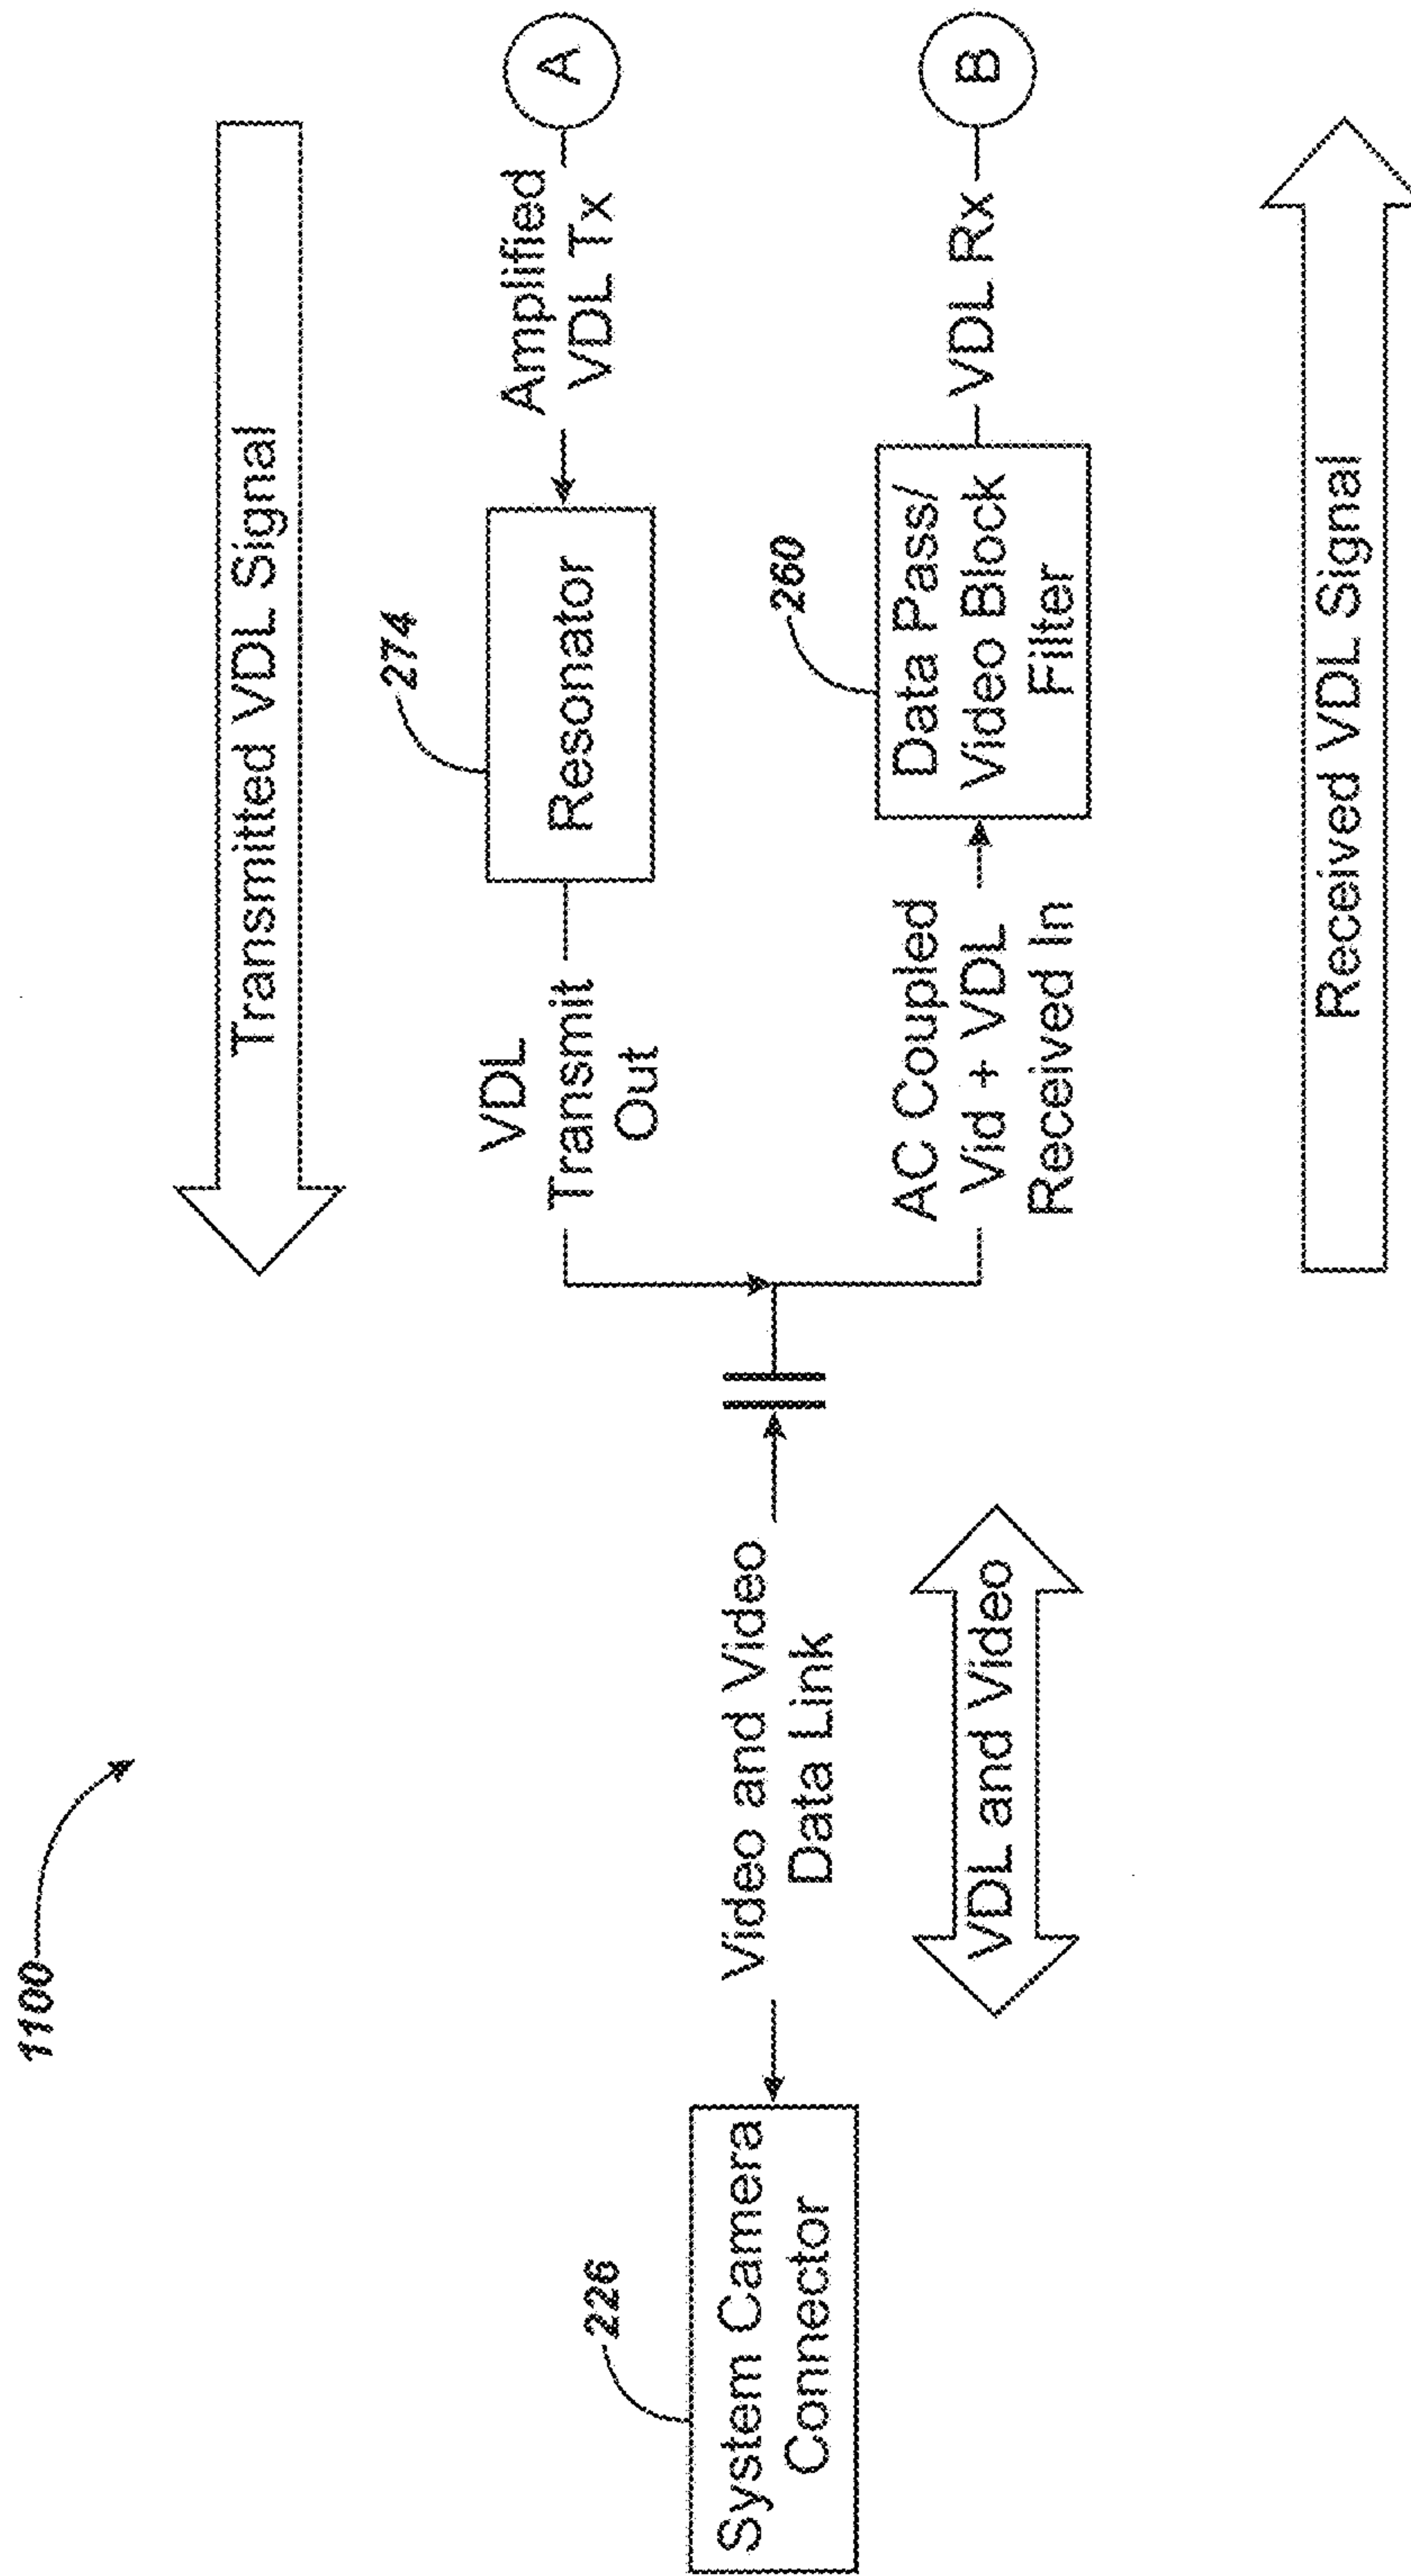 1100
Transmitted VDL Signal
274
Resonator
Amplified
VDL Tx
A
VDL
Transmit
Out
226
System Camera
Connector
Video and Video
Data Link
VDL and Video
AC Coupled
Vid + VDL
Received In
260
Data Pass/
Video Block
Filter
VDL Rx
B
Received VDL Signal